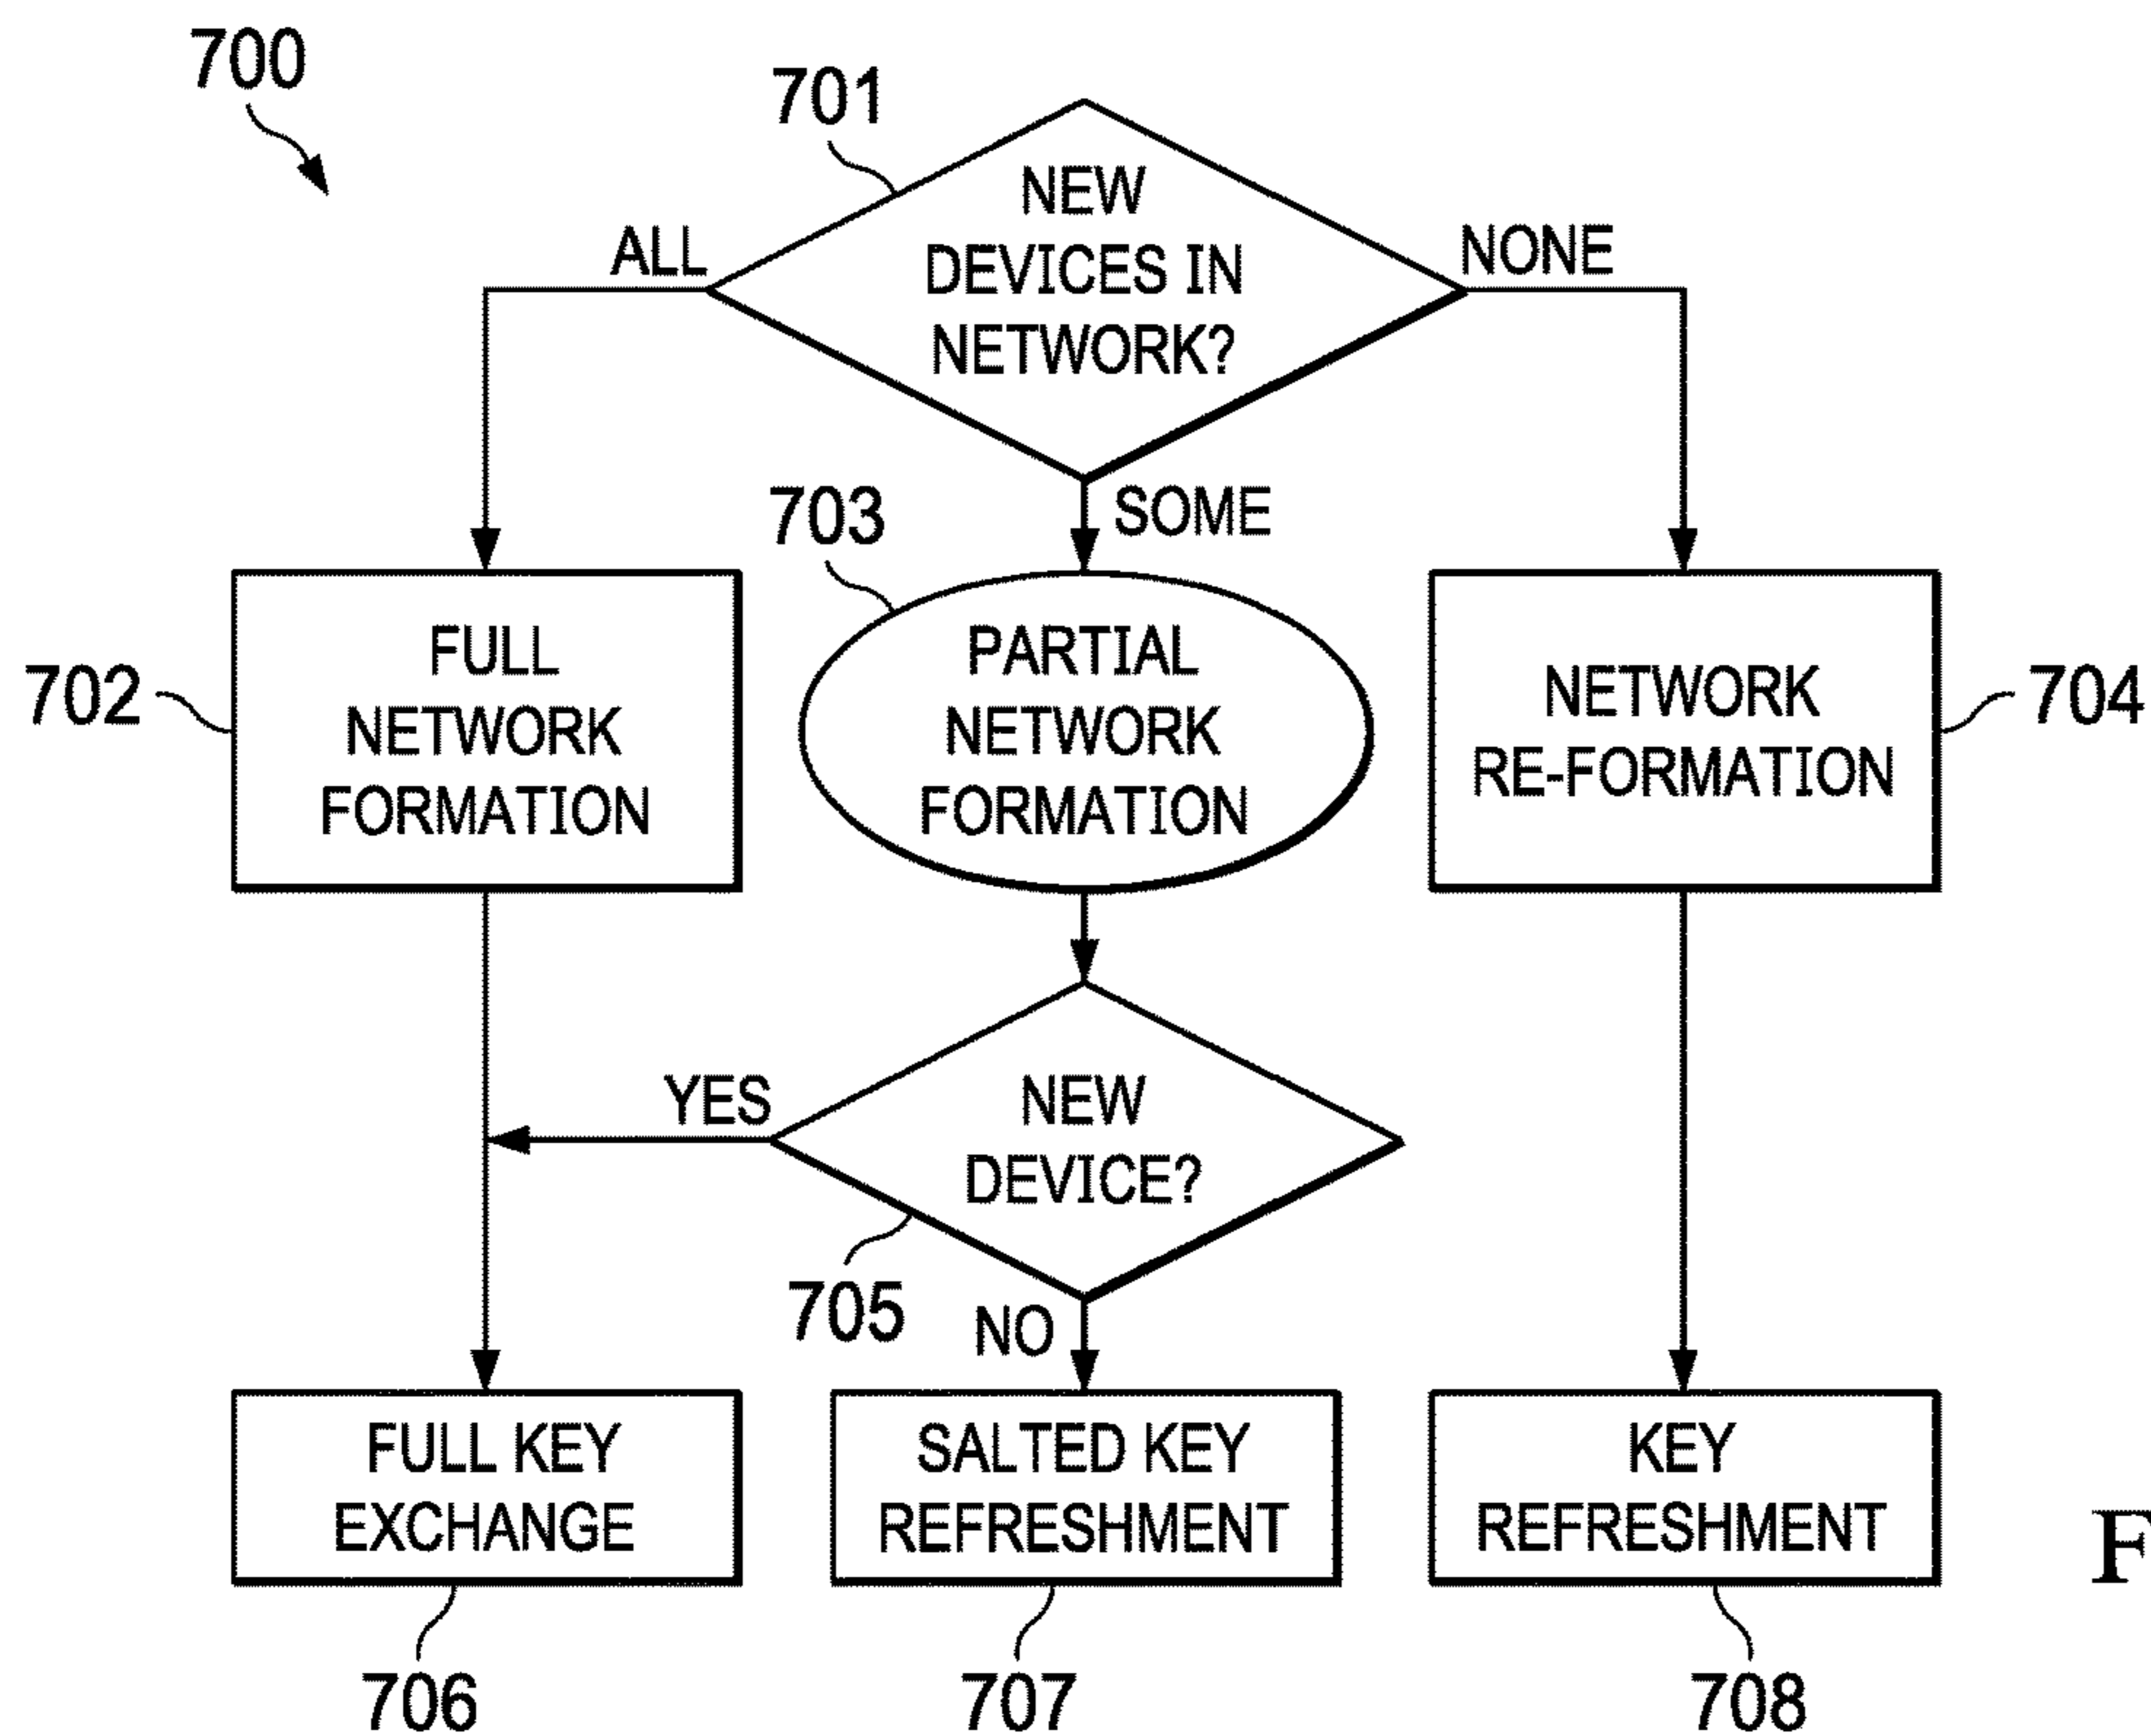 700
701
NEW
DEVICES IN
NETWORK?
ALL
NONE
SOME
703
702
FULL
NETWORK
FORMATION
PARTIAL
NETWORK
FORMATION
NETWORK
RE-FORMATION
704
YES
NEW
DEVICE?
705
NO
FULL KEY
EXCHANGE
SALTED KEY
REFRESHMENT
KEY
REFRESHMENT
F
706
707
708